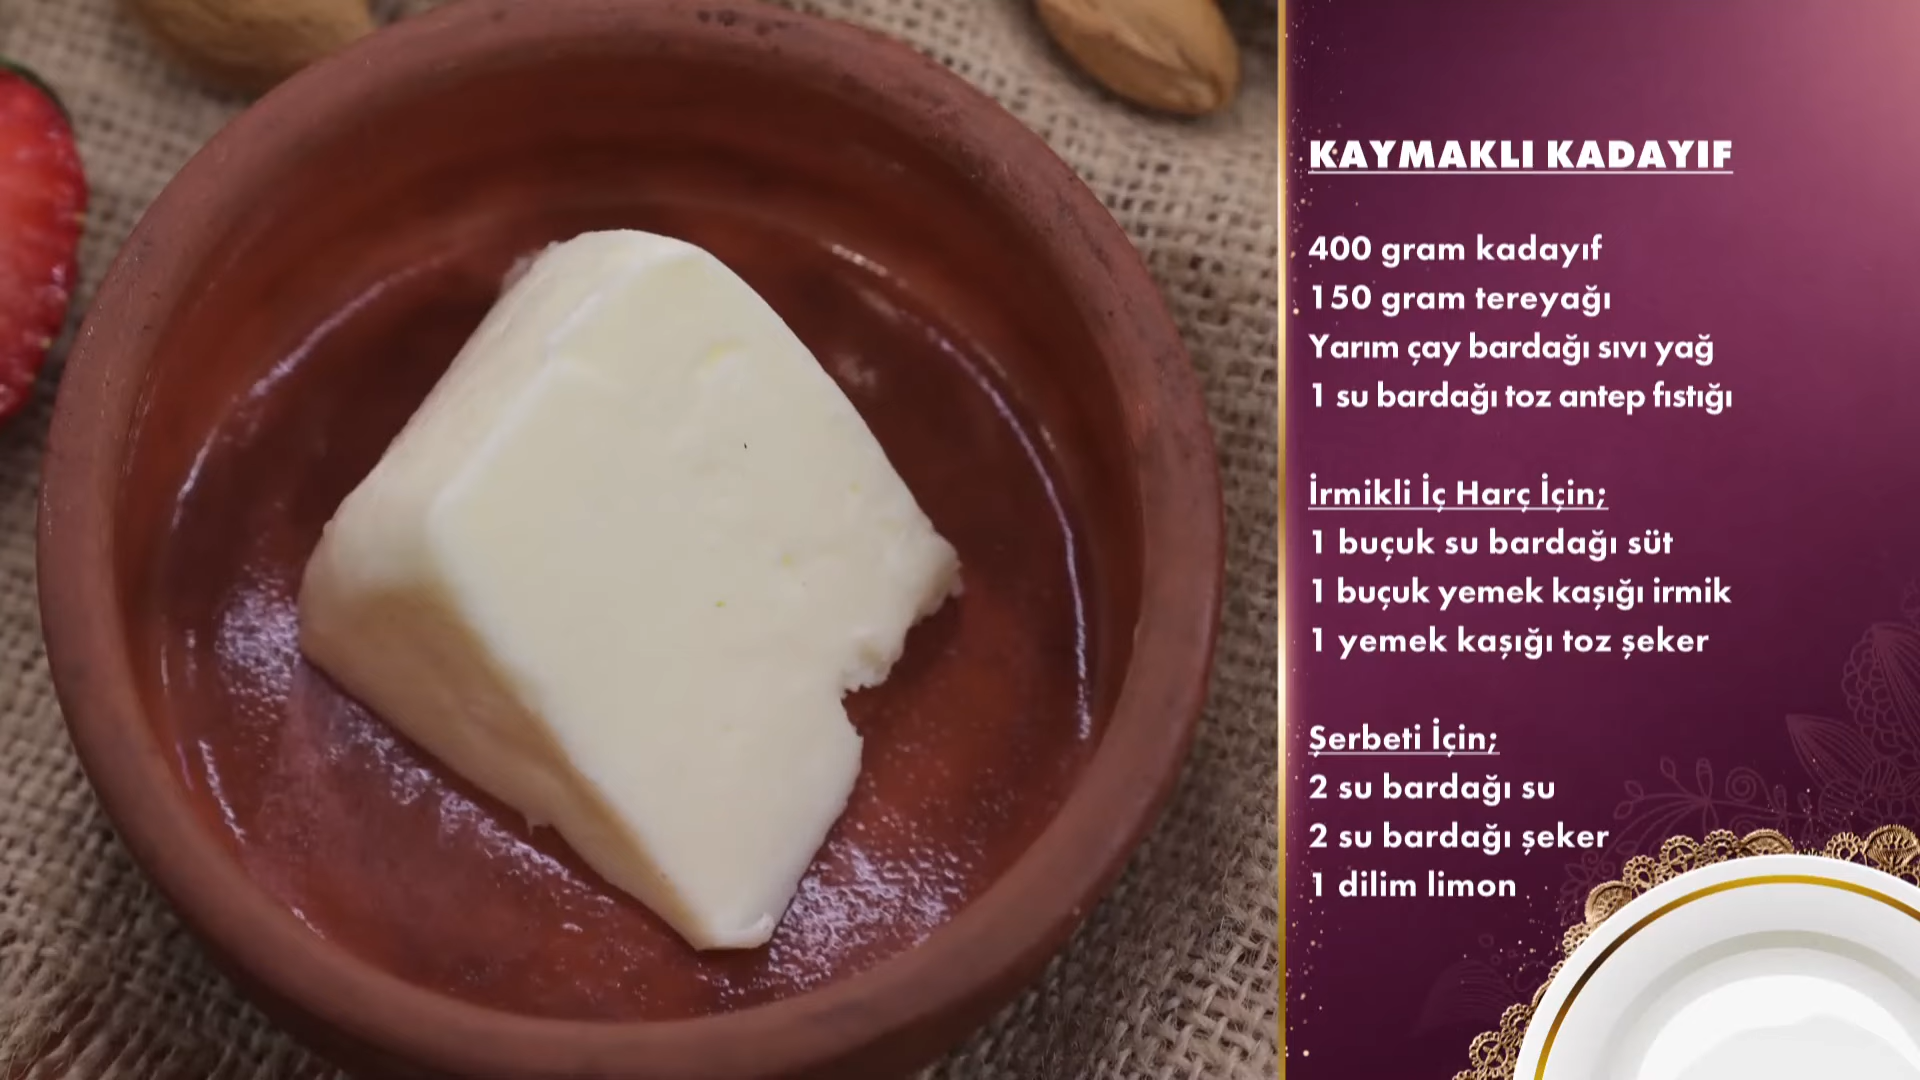 KAYMAKLI KADAYIF
400 gram kadayıf
150 gram tereyağı
Yarım çay bardağı sıvı yağ
1 su bardağı toz antep fıstığı
İrmikli İç Harç İçin;
1 buçuk su bardağı süt
1 buçuk yemek kaşığı irmik
1 yemek kaşığı toz şeker
Şerbeti İçin;
2 su bardağı su
2 su bardağı şeker
1 dilim limon